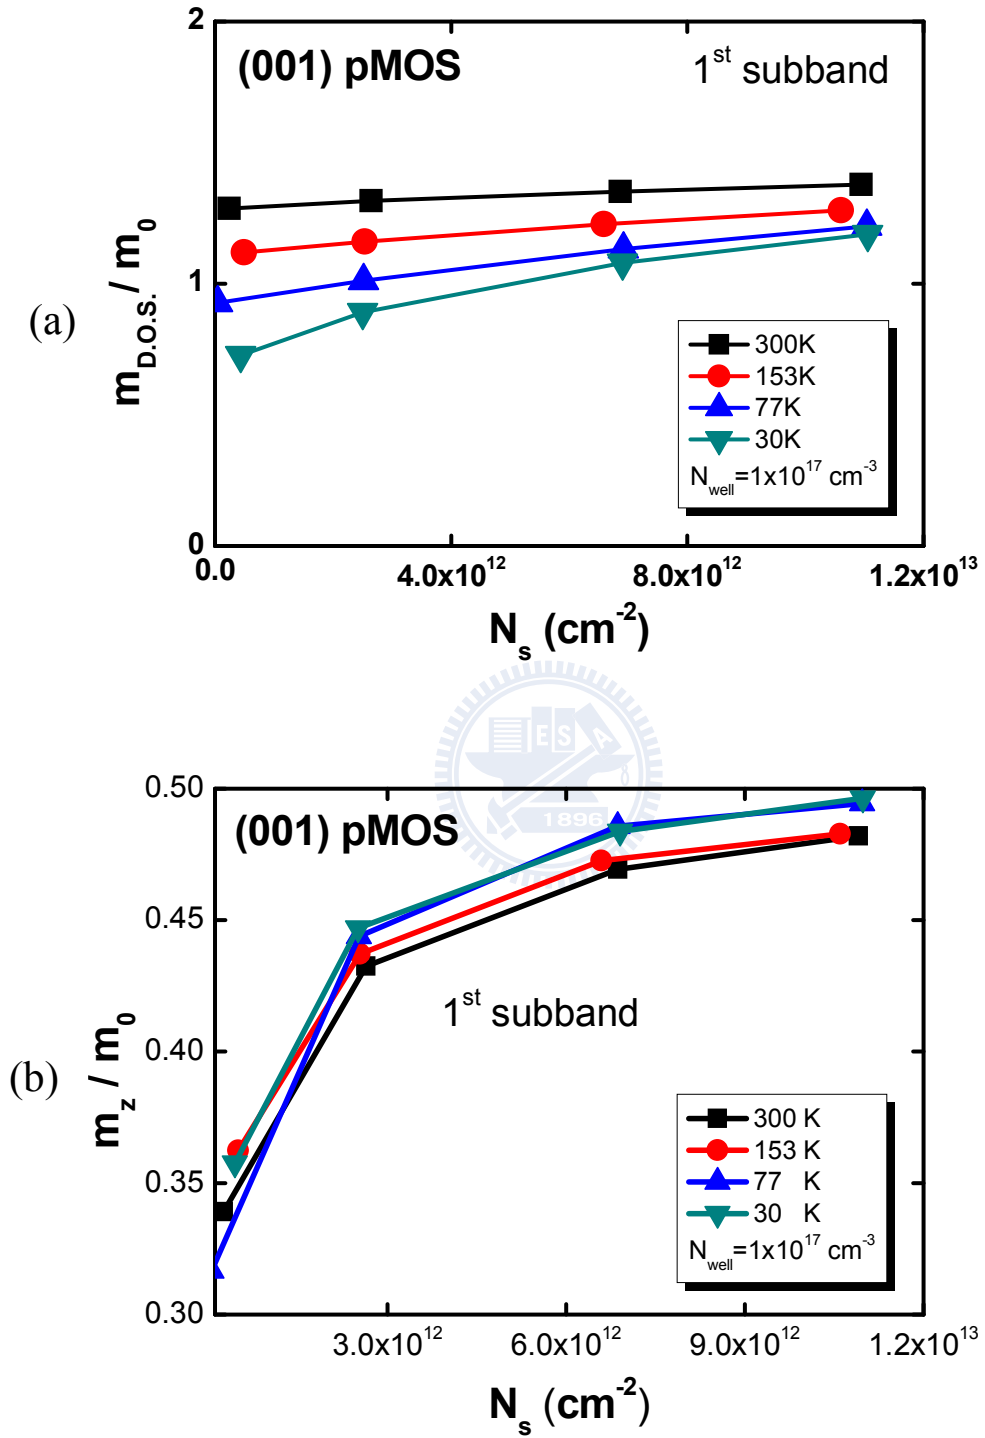 2
(001) pMOS
1st subband
(a)
mD.O.S. / m0
1
300K
153K
77K
30K
Nwell=1x10^17 cm^-3
0
0.0
4.0x10^12
8.0x10^12
1.2x10^13
Ns (cm^-2)
ES
1896
0.50
(001) pMOS
0.45
1st subband
0.40
(b)
mz / m0
0.35
300 K
153 K
77 K
30 K
Nwell=1x10^17 cm^-3
0.30
3.0x10^12
6.0x10^12
9.0x10^12
1.2x10^13
Ns (cm^-2)